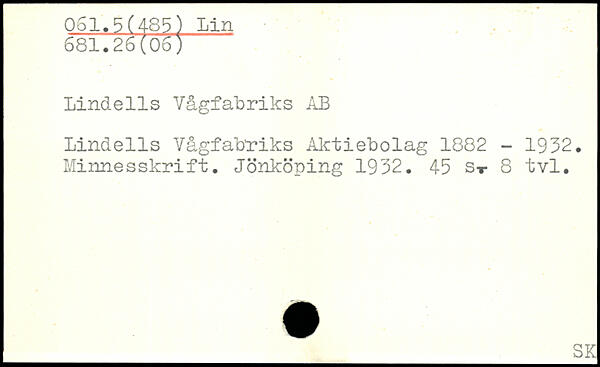 061.5(485) Lin
681.26(06)
Lindells Vågfabriks AB
Lindells Vågfabriks Aktiebolag 1882 - 1932.
Minnesskrift. Jönköping 1932. 45 s. 8 tvl.
SK